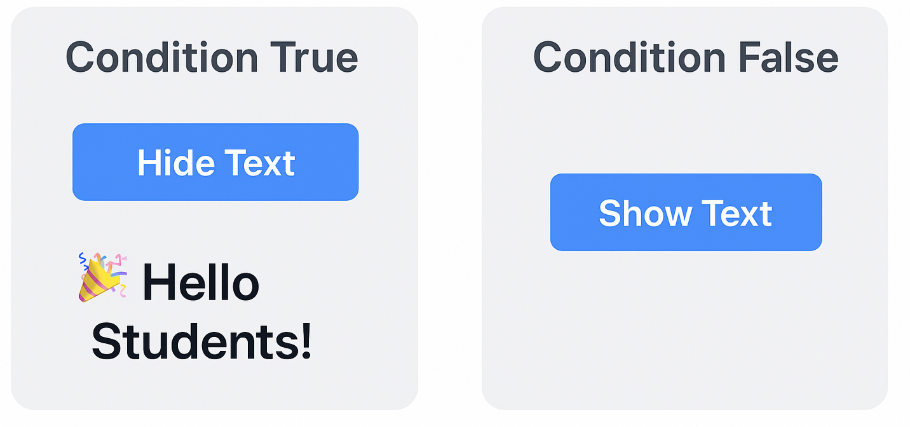 Condition True
Hide Text
🎉 Hello
Students!
Condition False
Show Text